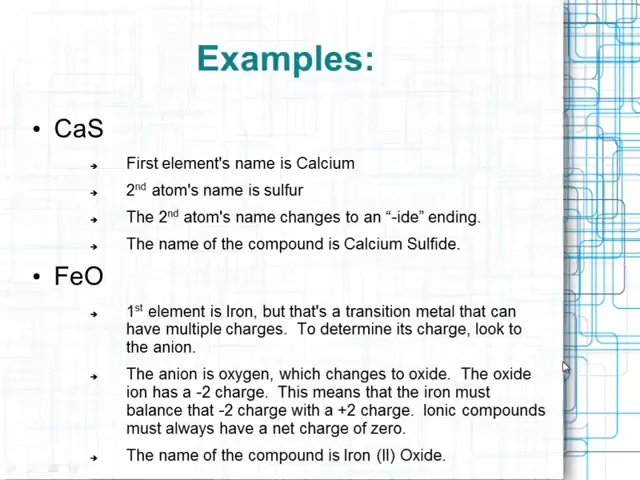 Examples:
• CaS
➔ First element's name is Calcium
➔ 2nd atom's name is sulfur
➔ The 2nd atom's name changes to an “-ide” ending.
➔ The name of the compound is Calcium Sulfide.
• FeO
➔ 1st element is Iron, but that's a transition metal that can
have multiple charges. To determine its charge, look to
the anion.
➔ The anion is oxygen, which changes to oxide. The oxide
ion has a -2 charge. This means that the iron must
balance that -2 charge with a +2 charge. Ionic compounds
must always have a net charge of zero.
➔ The name of the compound is Iron (II) Oxide.